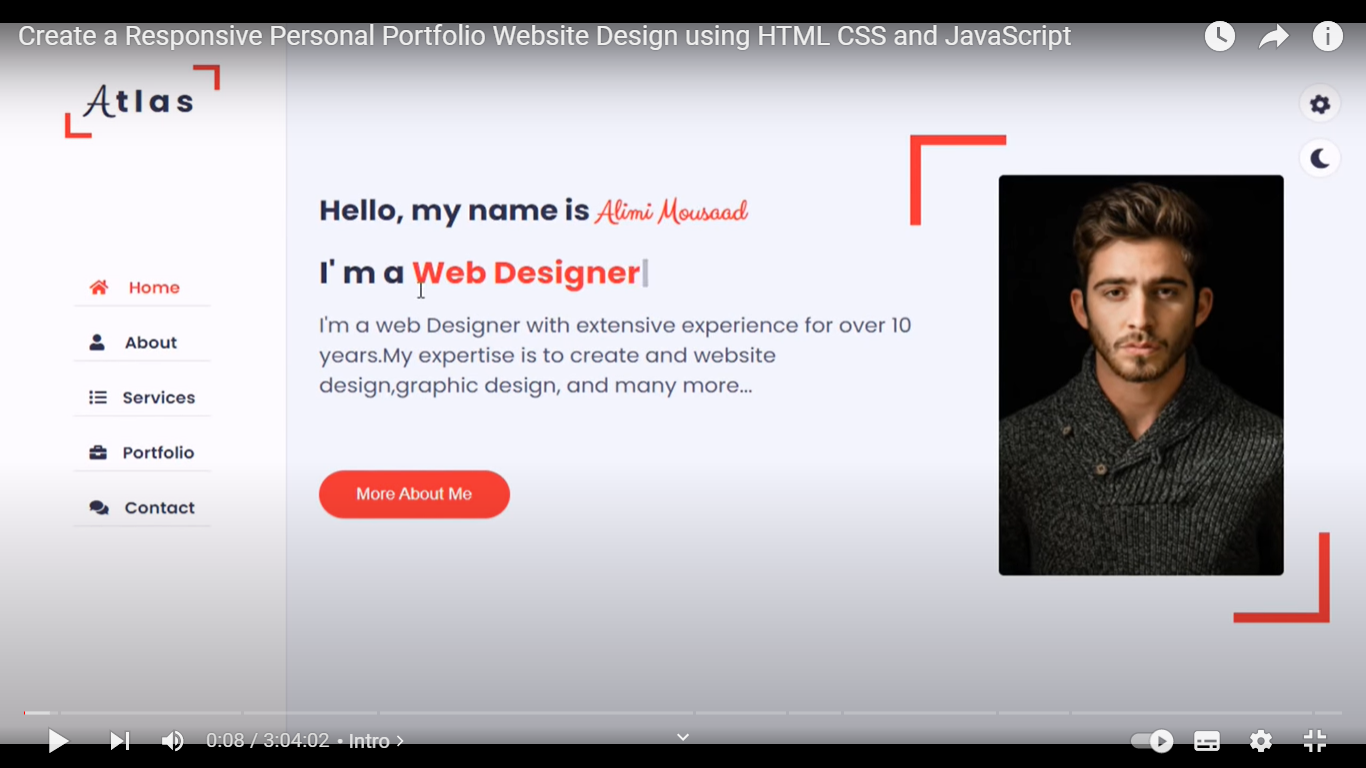 Create a Responsive Personal Portfolio Website Design using HTML CSS and JavaScript
Atlas
Home
About
Services
Portfolio
Contact
Hello, my name is Alimi Mousaad
I' m a Web Designer
I'm a web Designer with extensive experience for over 10
years.My expertise is to create and website
design,graphic design, and many more...
More About Me
0:08 / 3:04:02 • Intro